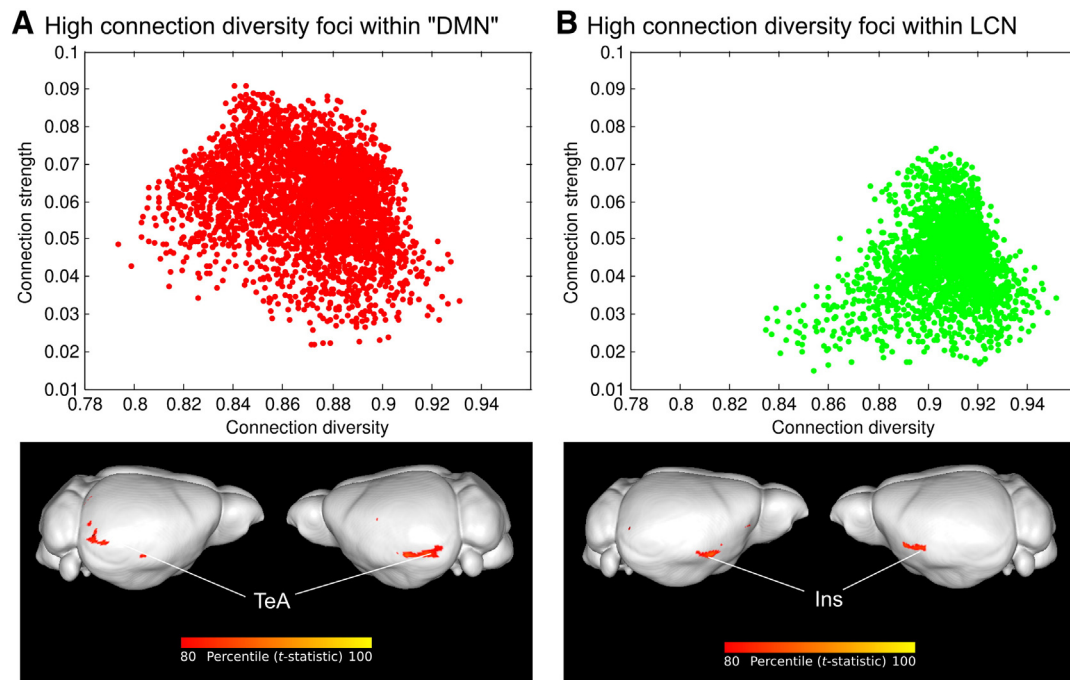 A High connection diversity foci within "DMN"
0.1
0.09
0.08
0.07
0.06
0.05
0.04
0.03
0.02
0.01
Connection strength
0.78 0.8 0.82 0.84 0.86 0.88 0.9 0.92 0.94
Connection diversity
TeA
80 Percentile (t-statistic) 100
B High connection diversity foci within LCN
0.1
0.09
0.08
0.07
0.06
0.05
0.04
0.03
0.02
0.01
Connection strength
0.78 0.8 0.82 0.84 0.86 0.88 0.9 0.92 0.94
Connection diversity
Ins
80 Percentile (t-statistic) 100